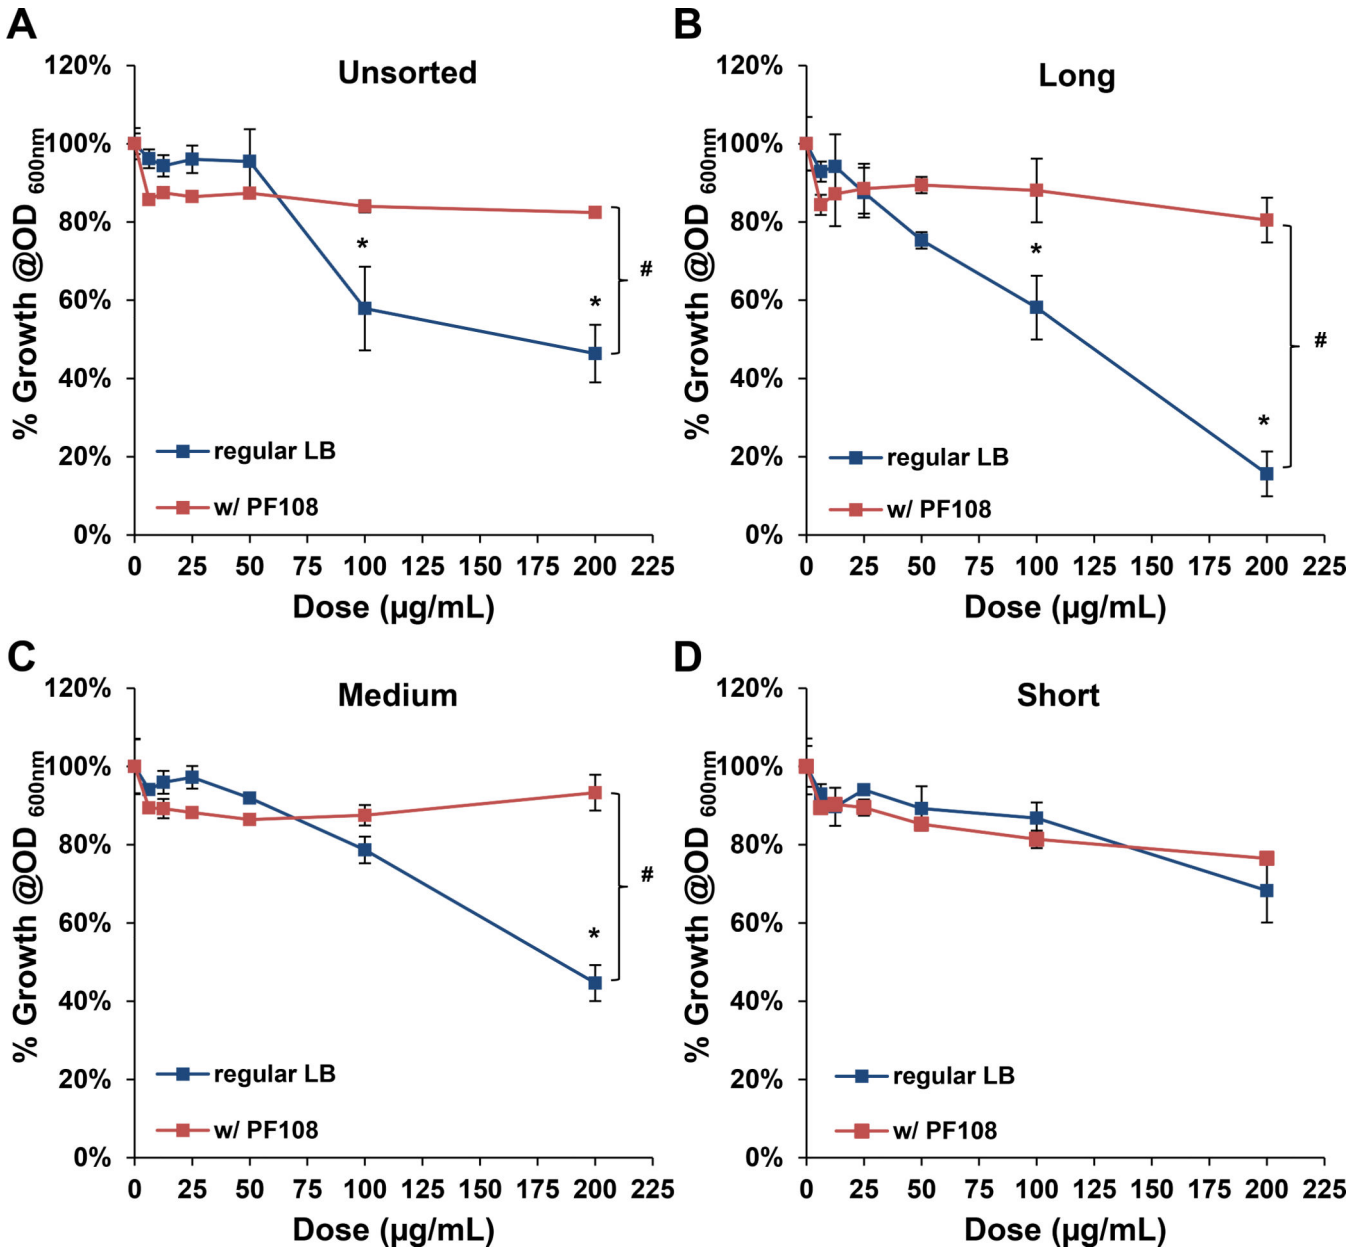 A
Unsorted
% Growth @OD 600nm
120%
100%
80%
60%
40%
20%
0%
*
*
#
regular LB
w/ PF108
0 25 50 75 100 125 150 175 200 225
Dose (µg/mL)
B
Long
% Growth @OD 600nm
120%
100%
80%
60%
40%
20%
0%
*
*
#
regular LB
w/ PF108
0 25 50 75 100 125 150 175 200 225
Dose (µg/mL)
C
Medium
% Growth @OD 600nm
120%
100%
80%
60%
40%
20%
0%
*
#
regular LB
w/ PF108
0 25 50 75 100 125 150 175 200 225
Dose (µg/mL)
D
Short
% Growth @OD 600nm
120%
100%
80%
60%
40%
20%
0%
regular LB
w/ PF108
0 25 50 75 100 125 150 175 200 225
Dose (µg/mL)